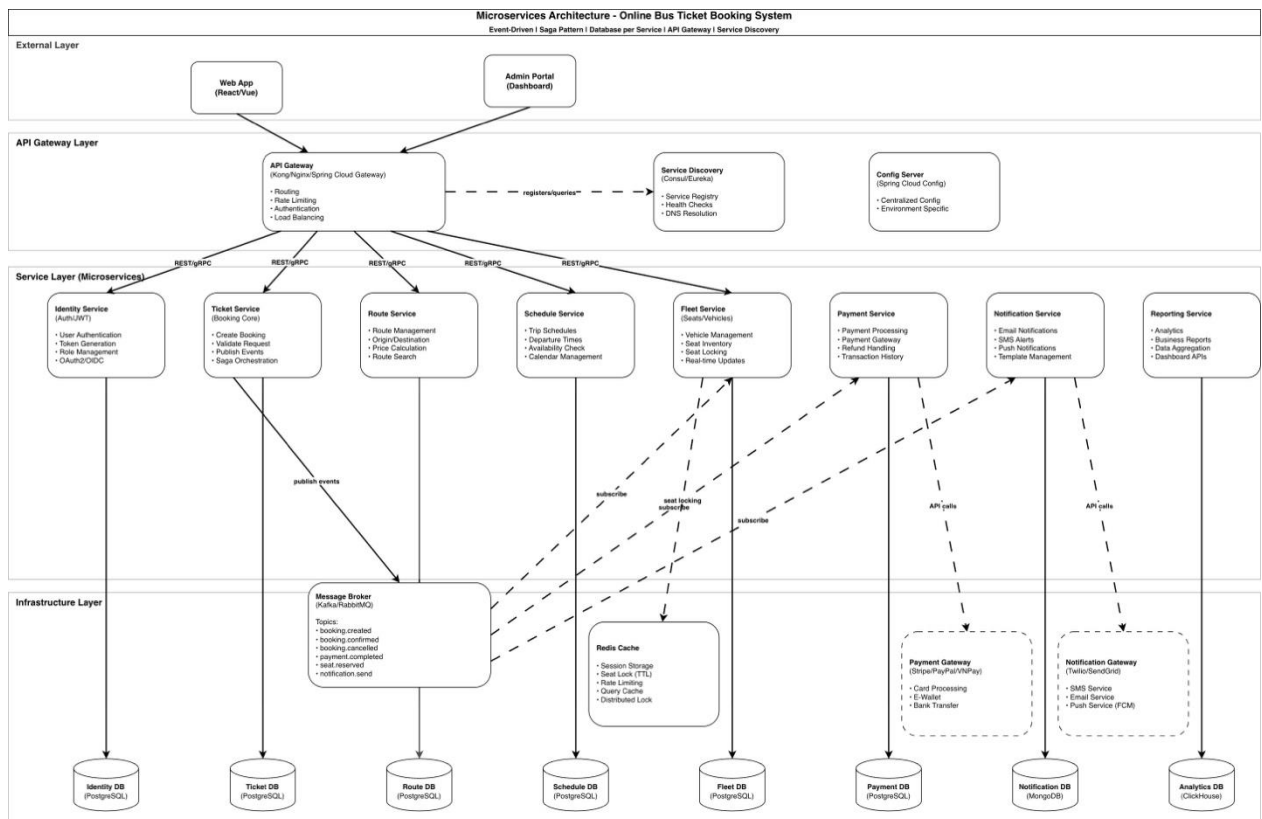 Microservices Architecture - Online Bus Ticket Booking System
Event-Driven | Saga Pattern | Database per Service | API Gateway | Service Discovery
External Layer
Web App
(React/Vue)
Admin Portal
(Dashboard)
API Gateway Layer
API Gateway
(Kong/Nginx/Spring Cloud Gateway)
• Routing
• Rate Limiting
• Authentication
• Load Balancing
registers/queries
Service Discovery
(Consul/Eureka)
• Service Registry
• Health Checks
• DNS Resolution
Config Server
(Spring Cloud Config)
• Centralized Config
• Environment Specific
REST/gRPC
REST/gRPC
REST/gRPC
REST/gRPC
REST/gRPC
Service Layer (Microservices)
Identity Service
(Auth/JWT)
• User Authentication
• Token Generation
• Role Management
• OAuth2/OIDC
Ticket Service
(Booking Core)
• Create Booking
• Validate Request
• Publish Events
• Saga Orchestration
Route Service
• Route Management
• Origin/Destination
• Price Calculation
• Route Search
Schedule Service
• Trip Schedules
• Departure Times
• Availability Check
• Calendar Management
Fleet Service
(Seats/Vehicles)
• Vehicle Management
• Seat Inventory
• Seat Locking
• Real-time Updates
Payment Service
• Payment Processing
• Payment Gateway
• Refund Handling
• Transaction History
Notification Service
• Email Notifications
• SMS Alerts
• Push Notifications
• Template Management
Reporting Service
• Analytics
• Business Reports
• Data Aggregation
• Dashboard APIs
publish events
subscribe
seat locking
subscribe
subscribe
API calls
API calls
Infrastructure Layer
Message Broker
(Kafka/RabbitMQ)
Topics:
• booking.created
• booking.confirmed
• booking.cancelled
• payment.completed
• seat.reserved
• notification.send
Redis Cache
• Session Storage
• Seat Lock (TTL)
• Rate Limiting
• Query Cache
• Distributed Lock
Payment Gateway
(Stripe/PayPal/VNPay)
• Card Processing
• E-Wallet
• Bank Transfer
Notification Gateway
(Twilio/SendGrid)
• SMS Service
• Email Service
• Push Service (FCM)
Identity DB
(PostgreSQL)
Ticket DB
(PostgreSQL)
Route DB
(PostgreSQL)
Schedule DB
(PostgreSQL)
Fleet DB
(PostgreSQL)
Payment DB
(PostgreSQL)
Notification DB
(MongoDB)
Analytics DB
(ClickHouse)